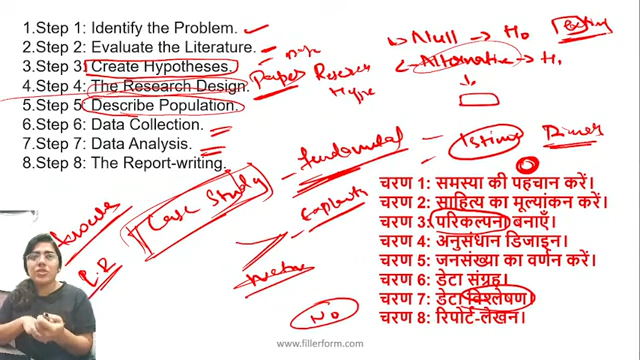 1.Step 1: Identify the Problem.
2.Step 2: Evaluate the Literature.
3.Step 3: Create Hypotheses.
4.Step 4: The Research Design.
5.Step 5: Describe Population.
6.Step 6: Data Collection.
7.Step 7: Data Analysis.
8.Step 8: The Report-writing.
Null → H₀
Alternative → H₁
Case Study
fundamental
No
चरण 1: समस्या की पहचान करें।
चरण 2: साहित्य का मूल्यांकन करें।
चरण 3: परिकल्पना बनाएँ।
चरण 4: अनुसंधान डिजाइन।
चरण 5: जनसंख्या का वर्णन करें।
चरण 6: डेटा संग्रह।
चरण 7: डेटा विश्लेषण।
चरण 8: रिपोर्ट-लेखन।
www.fillerform.com